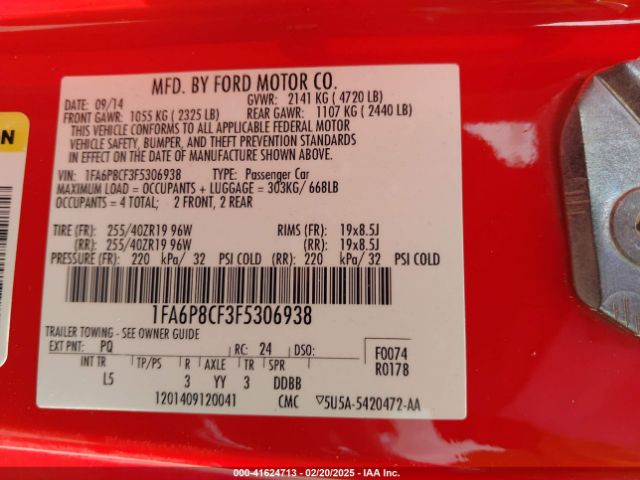 MFD. BY FORD MOTOR CO.
DATE: 09/14 GVWR: 2141 KG ( 4720 LB)
FRONT GAWR: 1055 KG ( 2325 LB) REAR GAWR: 1107 KG ( 2440 LB)
THIS VEHICLE CONFORMS TO ALL APPLICABLE FEDERAL MOTOR
VEHICLE SAFETY, BUMPER, AND THEFT PREVENTION STANDARDS
IN EFFECT ON THE DATE OF MANUFACTURE SHOWN ABOVE.
VIN: 1FA6P8CF3F5306938 TYPE: Passenger Car
MAXIMUM LOAD = OCCUPANTS + LUGGAGE = 303KG/ 668LB
OCCUPANTS = 4 TOTAL; 2 FRONT, 2 REAR
TIRE (FR): 255/40ZR19 96W RIMS (FR): 19x8.5J
(RR): 255/40ZR19 96W (RR): 19x8.5J
PRESSURE (FR): 220 kPa/ 32 PSI COLD (RR): 220 kPa/ 32 PSI COLD
1FA6P8CF3F5306938
TRAILER TOWING - SEE OWNER GUIDE
EXT PNT: PQ RC: 24 DSO: F0074
INT TR TP/PS R AXLE TR SPR R0178
L5 3 YY 3 DDBB
1201409120041 CMC ▽5U5A-5420472-AA
000-41624713 - 02/20/2025 - IAA Inc.